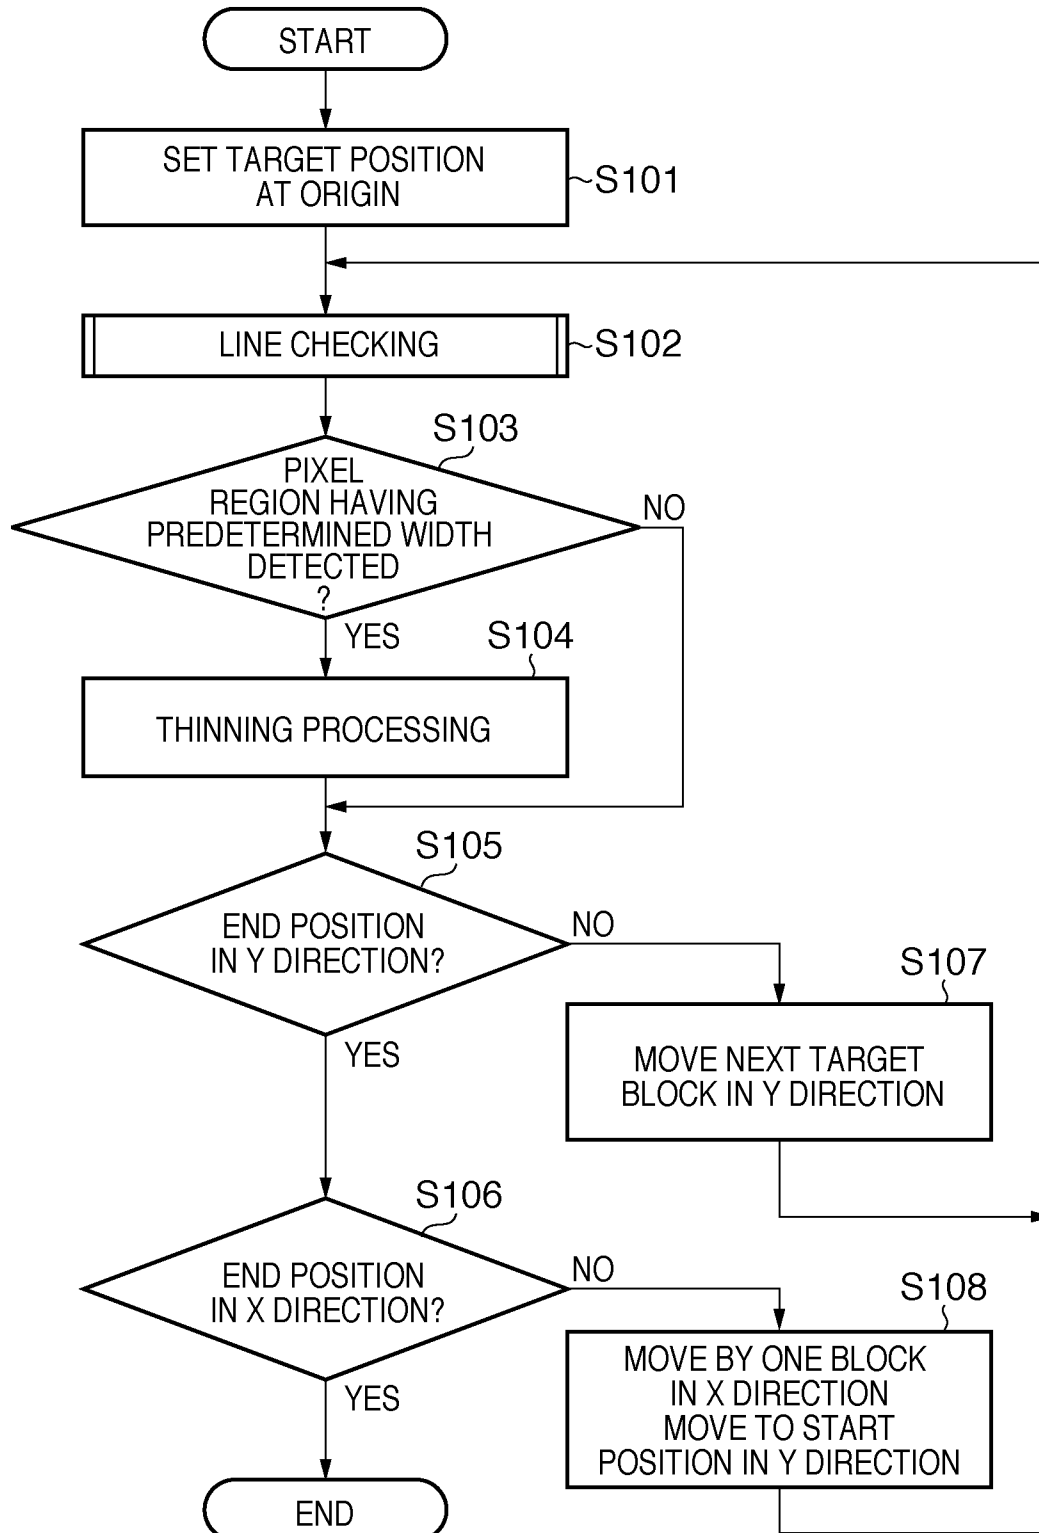 START
SET TARGET POSITION
AT ORIGIN
S101
LINE CHECKING
S102
S103
PIXEL
REGION HAVING
PREDETERMINED WIDTH
DETECTED
?
NO
YES
S104
THINNING PROCESSING
S105
END POSITION
IN Y DIRECTION?
NO
YES
S107
MOVE NEXT TARGET
BLOCK IN Y DIRECTION
S106
END POSITION
IN X DIRECTION?
NO
YES
S108
MOVE BY ONE BLOCK
IN X DIRECTION
MOVE TO START
POSITION IN Y DIRECTION
END